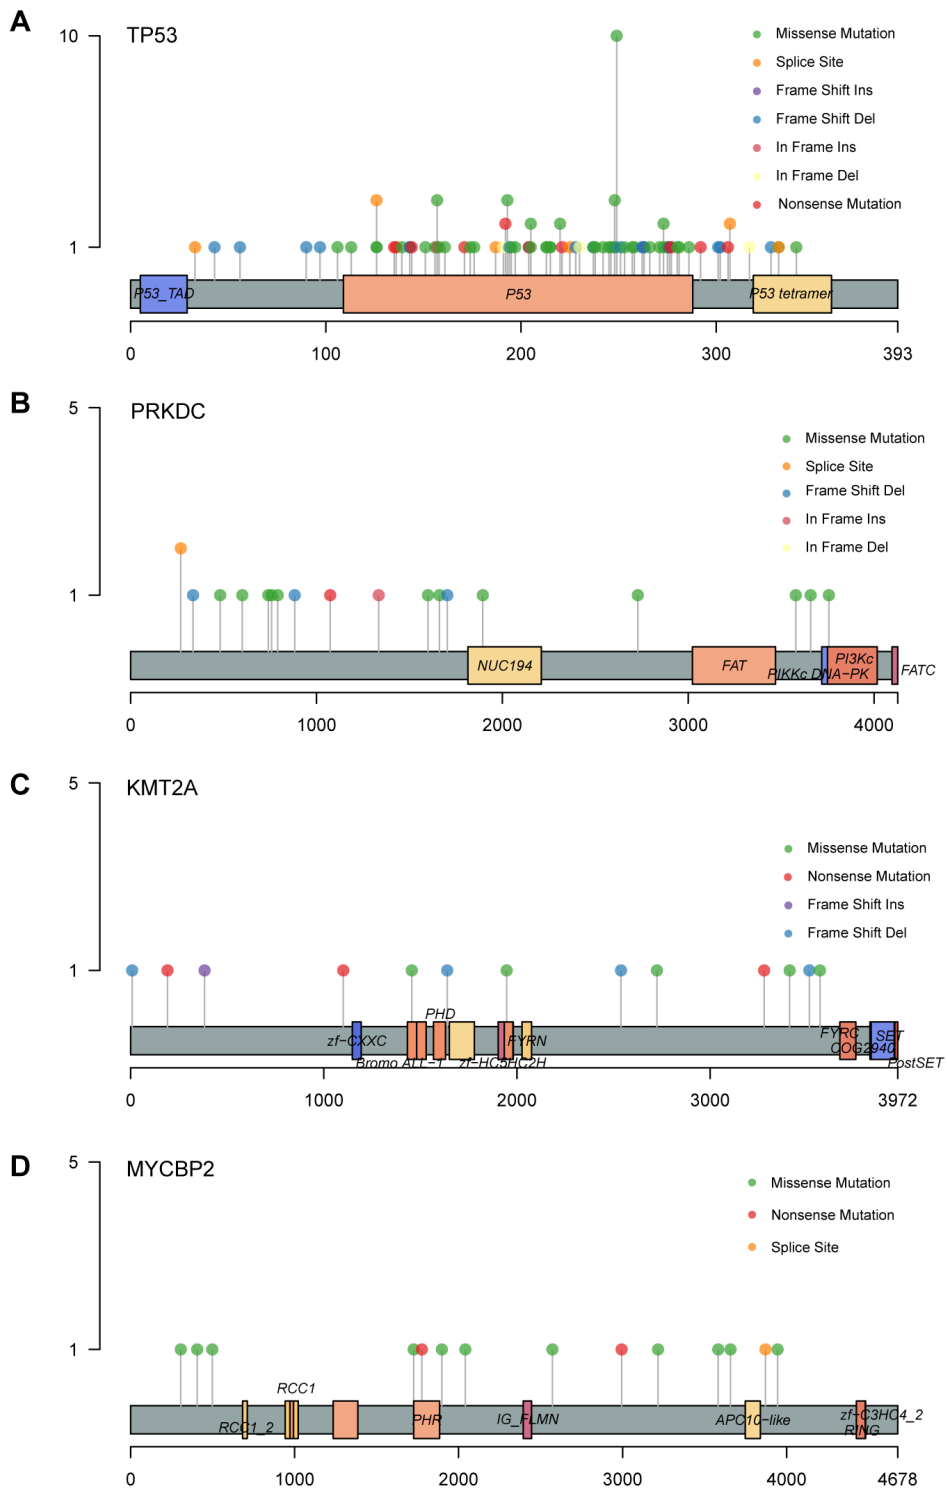 A
TP53
10
1
Missense Mutation
Splice Site
Frame Shift Ins
Frame Shift Del
In Frame Ins
In Frame Del
Nonsense Mutation
P53_TAD
P53
P53 tetramer
0
100
200
300
393
B
PRKDC
5
1
Missense Mutation
Splice Site
Frame Shift Del
In Frame Ins
In Frame Del
NUC194
FAT
PI3Kc
PIKKc DNA-PK
FATC
0
1000
2000
3000
4000
C
KMT2A
5
1
Missense Mutation
Nonsense Mutation
Frame Shift Ins
Frame Shift Del
PHD
zf-CXXC
FYRN
FYRC
SET
COG2940
Bromo ALL-1
zf-HC5HC2H
PostSET
0
1000
2000
3000
3972
D
MYCBP2
5
1
Missense Mutation
Nonsense Mutation
Splice Site
RCC1
RCC1_2
PHR
IG_FLMN
APC10-like
zf-C3HC4_2
RING
0
1000
2000
3000
4000
4678